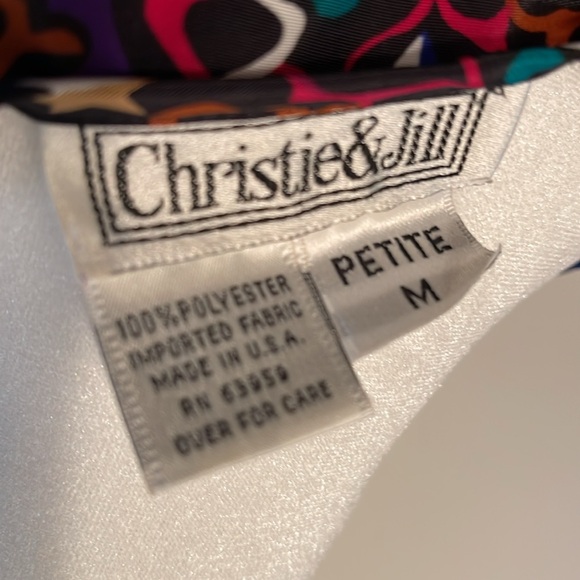 Christie&Jill
PETITE
M
100% POLYESTER
IMPORTED FABRIC
MADE IN U.S.A.
RN 63959
OVER FOR CARE